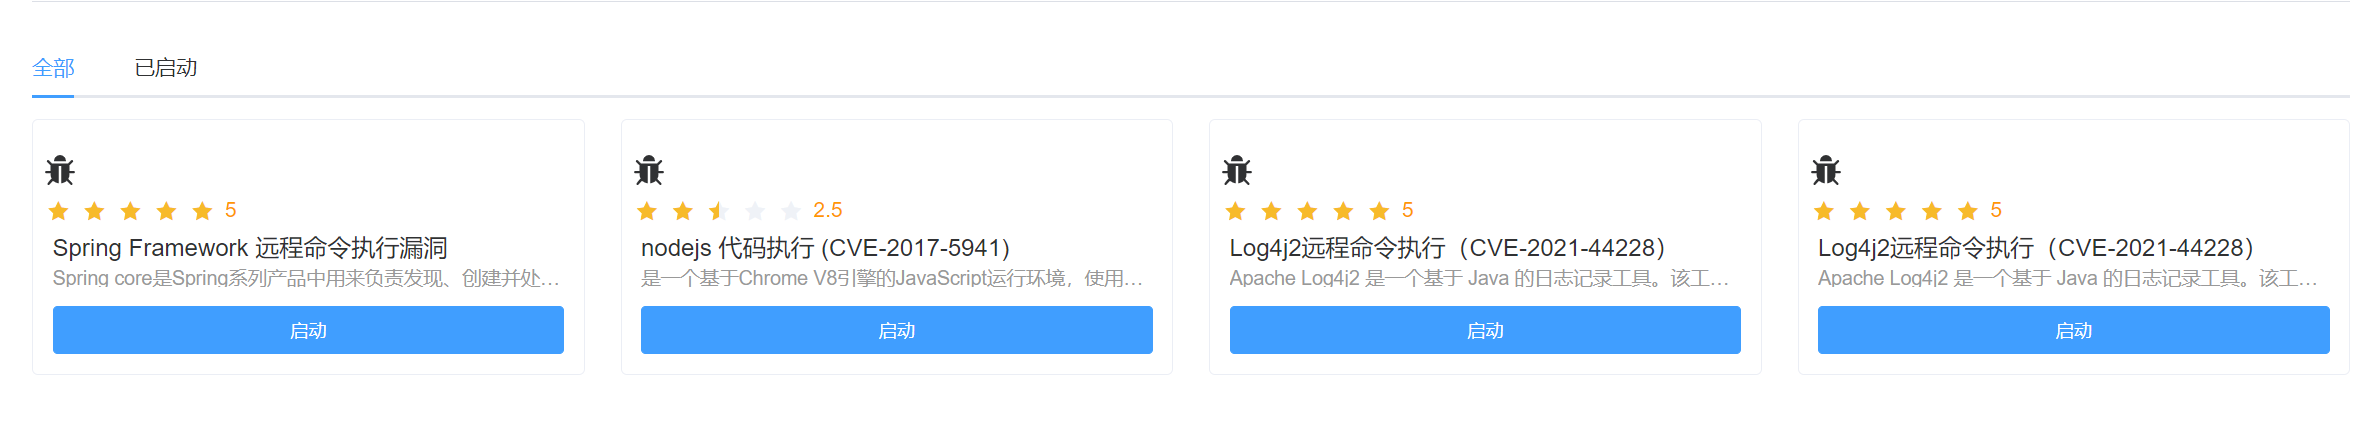 全部 已启动
5
Spring Framework 远程命令执行漏洞
Spring core是Spring系列产品中用来负责发现、创建并处...
启动
2.5
nodejs 代码执行 (CVE-2017-5941)
是一个基于Chrome V8引擎的JavaScript运行环境，使用...
启动
5
Log4j2远程命令执行（CVE-2021-44228）
Apache Log4j2 是一个基于 Java 的日志记录工具。该工...
启动
5
Log4j2远程命令执行（CVE-2021-44228）
Apache Log4j2 是一个基于 Java 的日志记录工具。该工...
启动